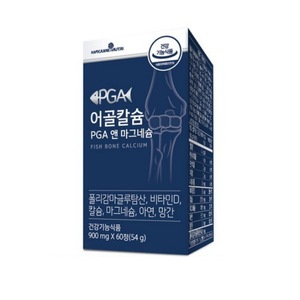 건강
기능식품
PGA
어골칼슘
PGA 앤 마그네슘
FISH BONE CALCIUM
폴리감마글루탐산, 비타민D,
칼슘, 마그네슘, 아연, 망간
건강기능식품
900 mg X 60정(54 g)